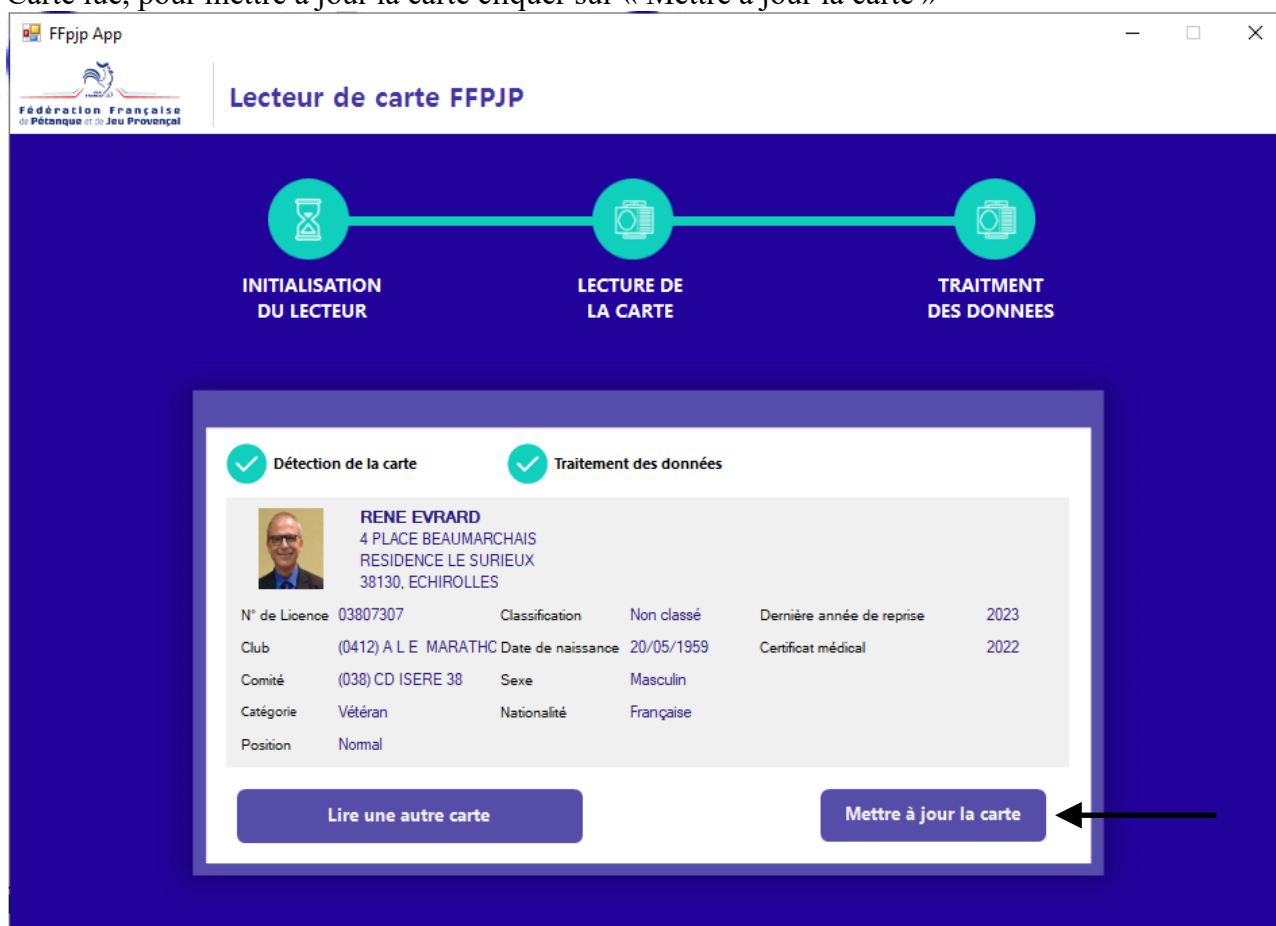 Carte lue, pour mettre à jour la carte cliquer sur « Mettre à jour la carte »
FFpjp App
Fédération Française
de Pétanque et de Jeu Provençal
Lecteur de carte FFPJP
INITIALISATION
DU LECTEUR
LECTURE DE
LA CARTE
TRAITMENT
DES DONNEES
Détection de la carte
Traitement des données
RENE EVRARD
4 PLACE BEAUMARCHAIS
RESIDENCE LE SURIEUX
38130, ECHIROLLES
N° de Licence 03807307 Classification Non classé Dernière année de reprise 2023
Club (0412) A L E MARATHO Date de naissance 20/05/1959 Certificat médical 2022
Comité (038) CD ISERE 38 Sexe Masculin
Catégorie Vétéran Nationalité Française
Position Normal
Lire une autre carte
Mettre à jour la carte